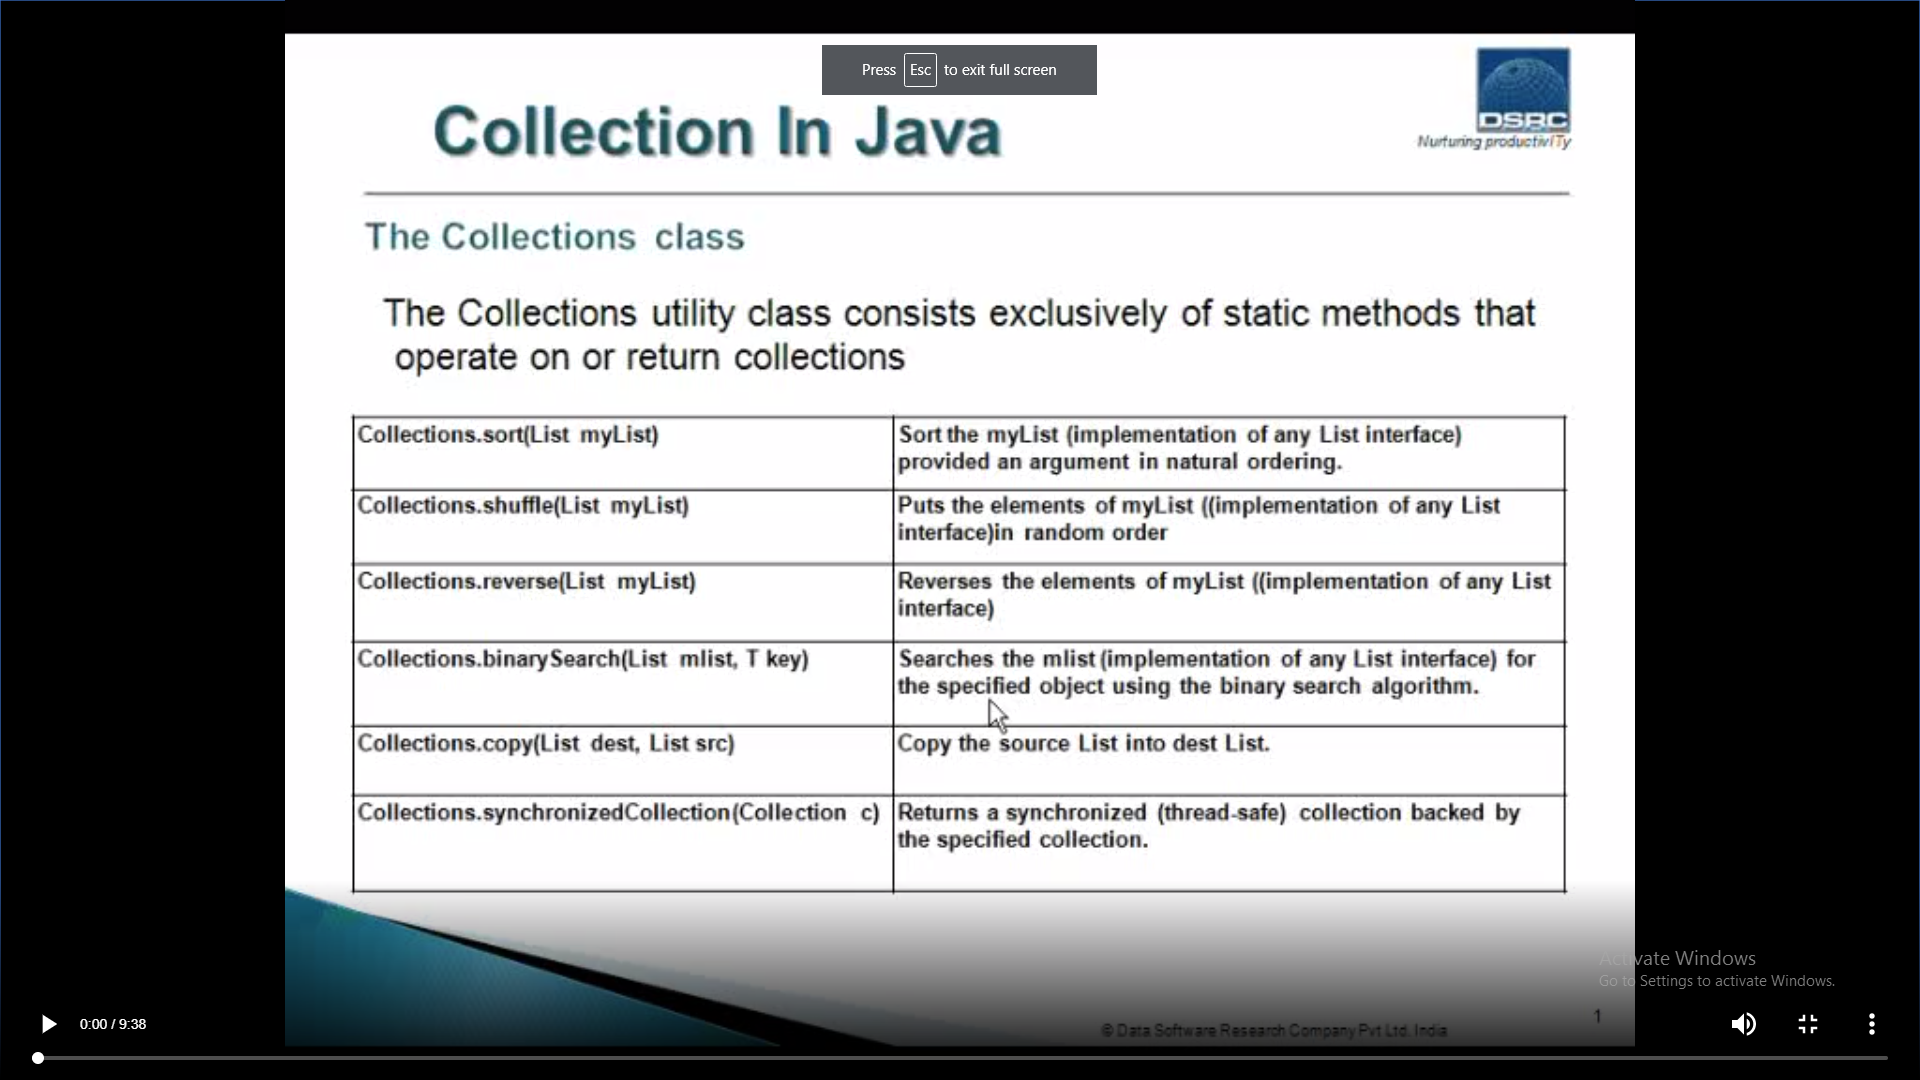 Press Esc to exit full screen
DSRC
Nurturing productivITy
Collection In Java
The Collections class
The Collections utility class consists exclusively of static methods that
operate on or return collections
Collections.sort(List myList)
Sort the myList (implementation of any List interface)
provided an argument in natural ordering.
Collections.shuffle(List myList)
Puts the elements of myList ((implementation of any List
interface)in random order
Collections.reverse(List myList)
Reverses the elements of myList ((implementation of any List
interface)
Collections.binarySearch(List mlist, T key)
Searches the mlist (implementation of any List interface) for
the specified object using the binary search algorithm.
Collections.copy(List dest, List src)
Copy the source List into dest List.
Collections.synchronizedCollection(Collection c)
Returns a synchronized (thread-safe) collection backed by
the specified collection.
Activate Windows
Go to Settings to activate Windows.
1
0:00 / 9:38
© Data Software Research Company Pvt Ltd. India